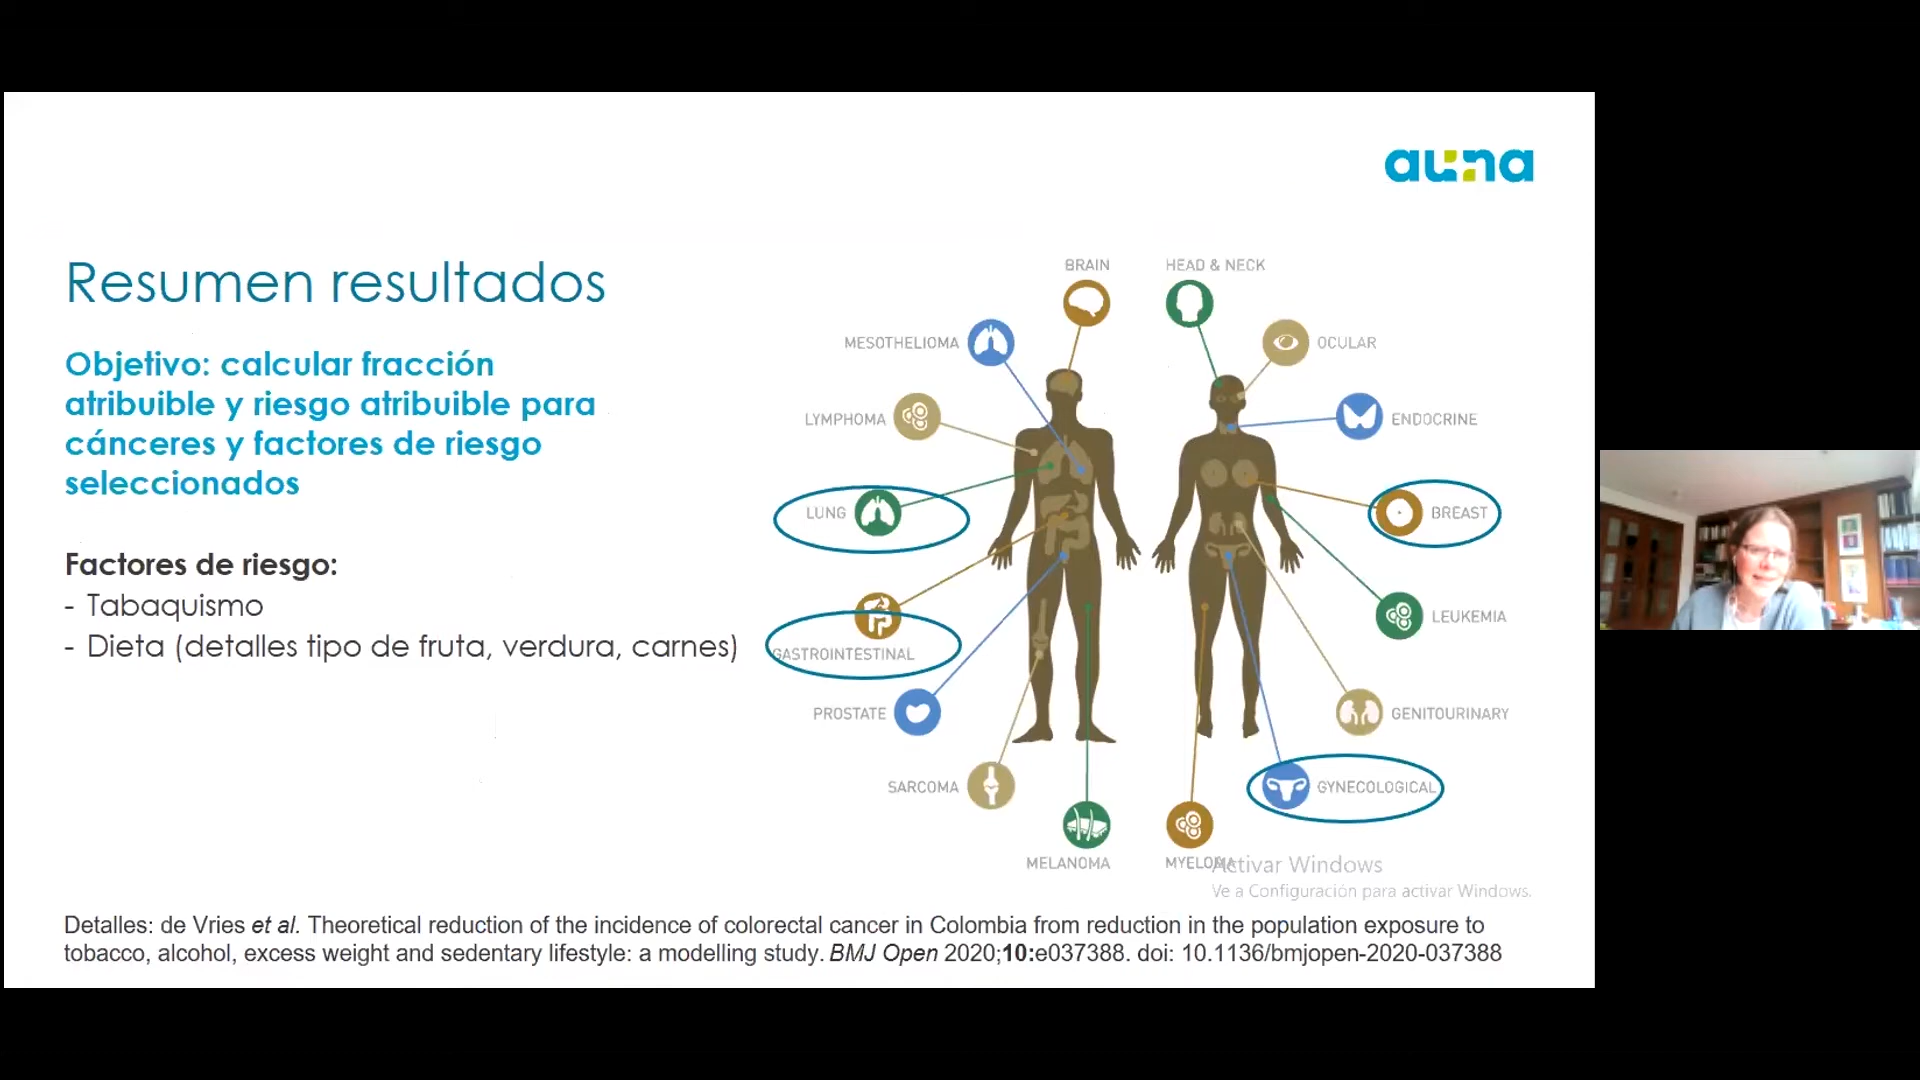 auna
Resumen resultados
Objetivo: calcular fracción
atribuible y riesgo atribuible para
cánceres y factores de riesgo
seleccionados
Factores de riesgo:
- Tabaquismo
- Dieta (detalles tipo de fruta, verdura, carnes)
BRAIN
HEAD & NECK
MESOTHELIOMA
OCULAR
LYMPHOMA
ENDOCRINE
LUNG
BREAST
GASTROINTESTINAL
LEUKEMIA
PROSTATE
GENITOURINARY
SARCOMA
GYNECOLOGICAL
MELANOMA
MYELOMA
Activar Windows
Ve a Configuración para activar Windows.
Detalles: de Vries et al. Theoretical reduction of the incidence of colorectal cancer in Colombia from reduction in the population exposure to
tobacco, alcohol, excess weight and sedentary lifestyle: a modelling study. BMJ Open 2020;10:e037388. doi: 10.1136/bmjopen-2020-037388